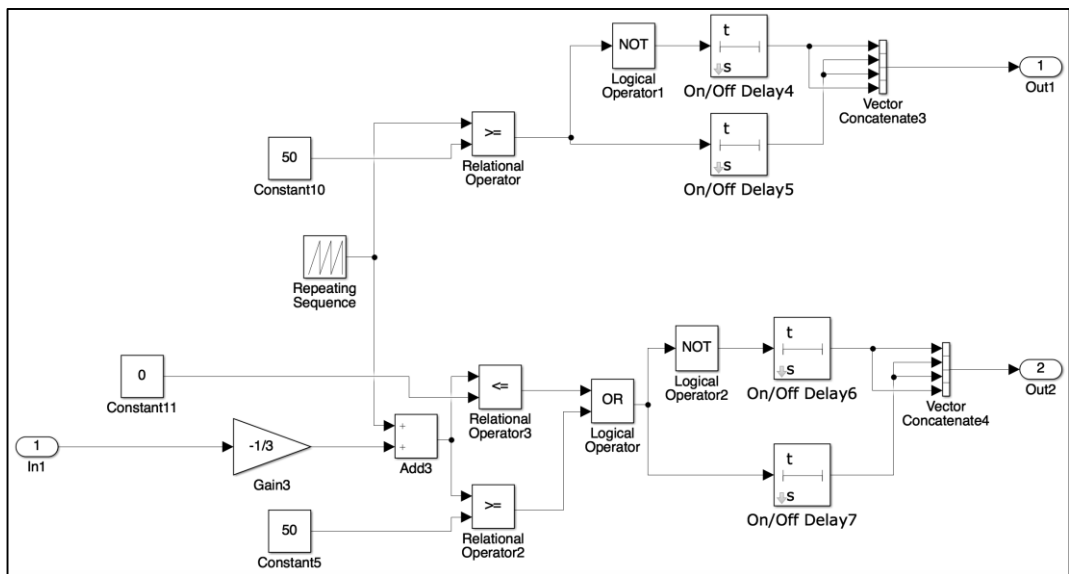 NOT
Logical
Operator1
t
s
On/Off Delay4
1
Out1
Vector
Concatenate3
>=
Relational
Operator
50
Constant10
t
s
On/Off Delay5
Repeating
Sequence
0
Constant11
1
In1
-1/3
Gain3
+
+
Add3
<=
Relational
Operator3
50
Constant5
>=
Relational
Operator2
OR
Logical
Operator
NOT
Logical
Operator2
t
s
On/Off Delay6
t
s
On/Off Delay7
Vector
Concatenate4
2
Out2